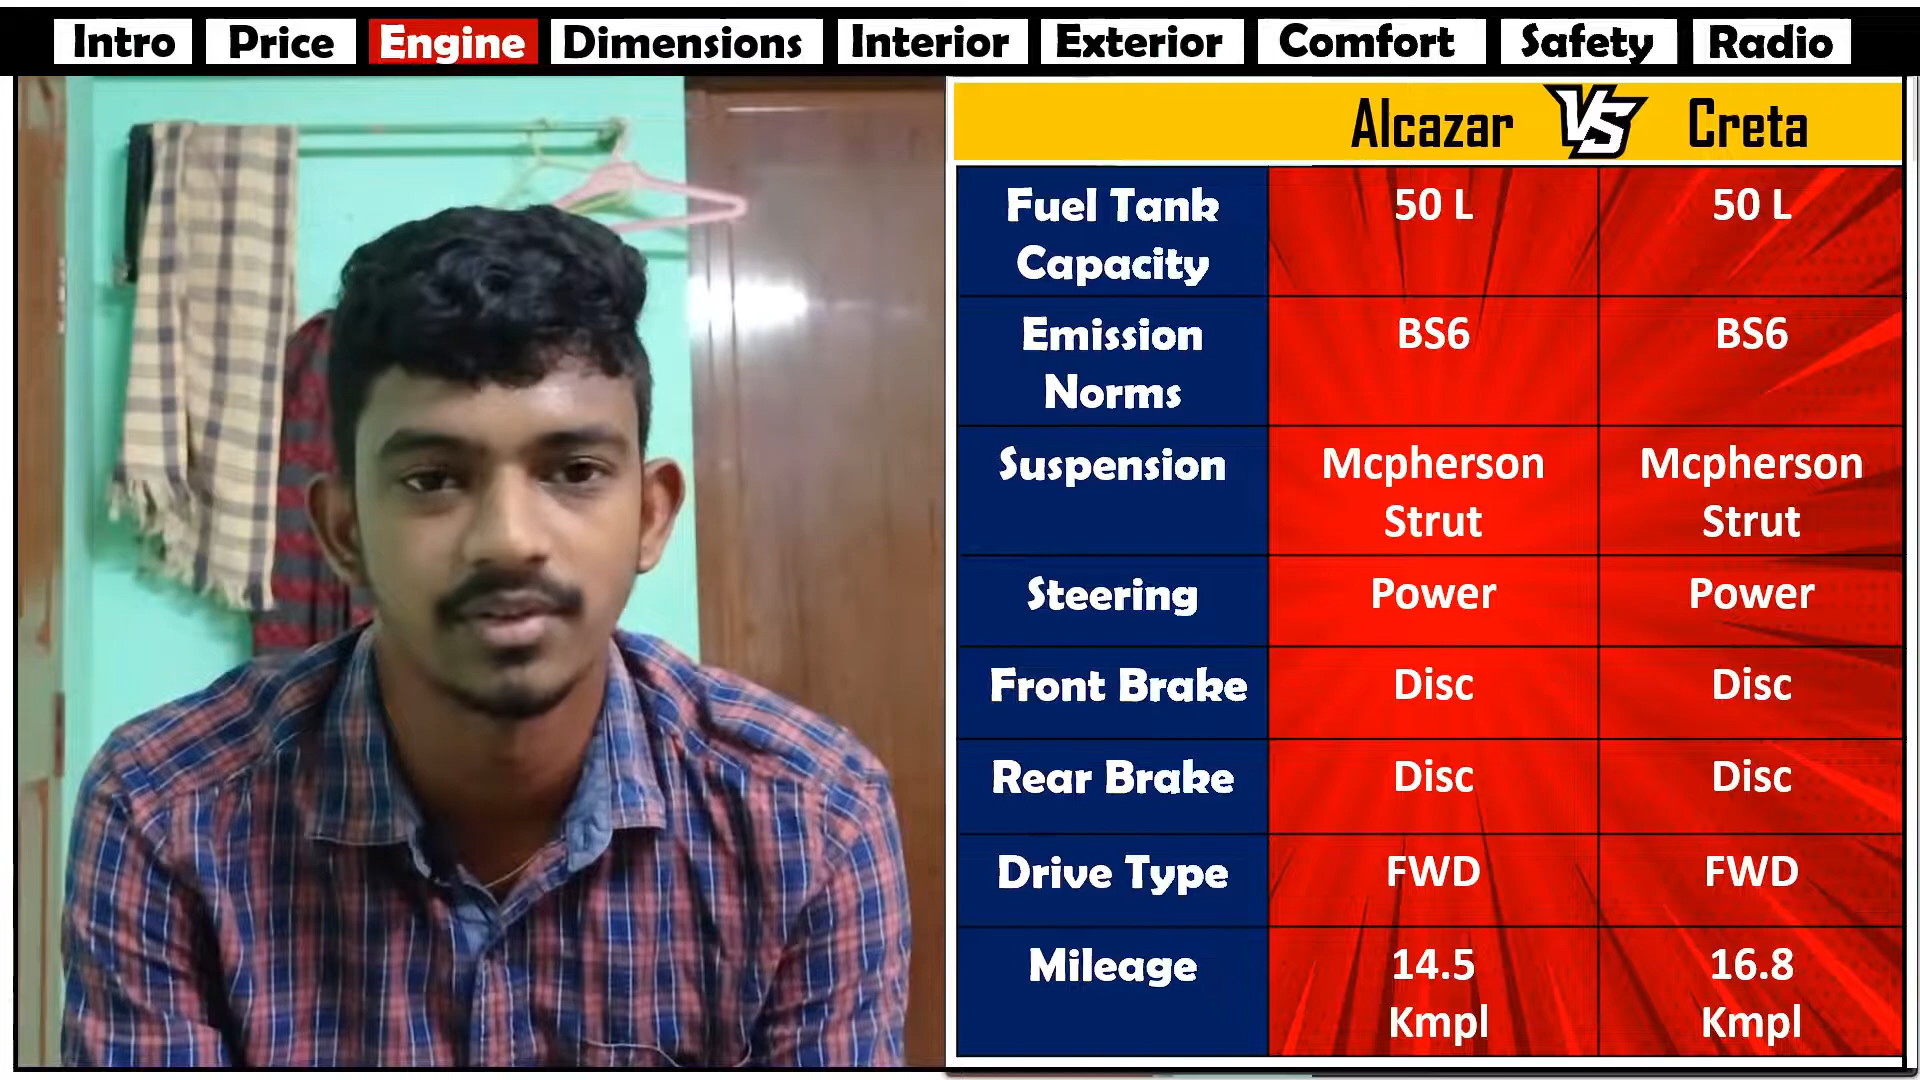 Intro Price Engine Dimensions Interior Exterior Comfort Safety Radio
Alcazar VS Creta
Fuel Tank Capacity 50 L 50 L
Emission Norms BS6 BS6
Suspension Mcpherson Strut Mcpherson Strut
Steering Power Power
Front Brake Disc Disc
Rear Brake Disc Disc
Drive Type FWD FWD
Mileage 14.5 Kmpl 16.8 Kmpl